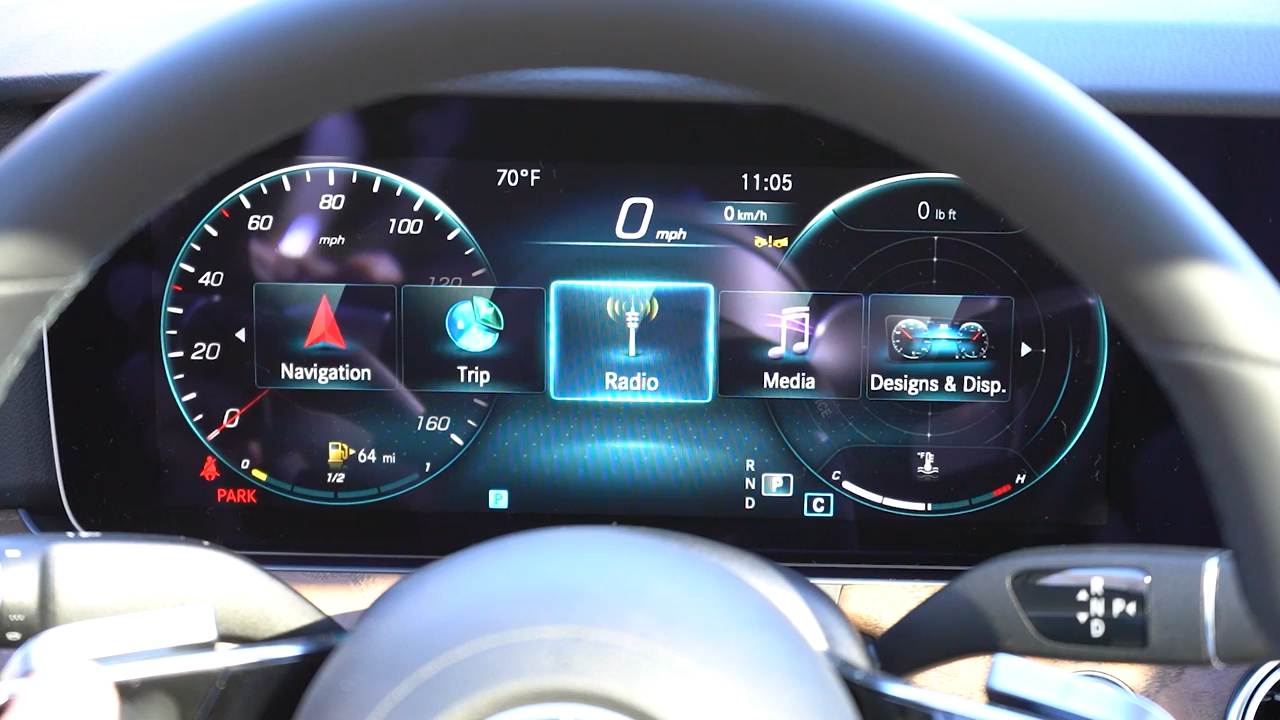 70°F
11:05
0 mph
0 km/h
0 lb ft
80
60
100
mph
40
120
20
0
160
Navigation
Trip
Radio
Media
Designs & Disp.
64 mi
0
1/2
1
PARK
P
R
N P
D
C
C
H
R
N P
D